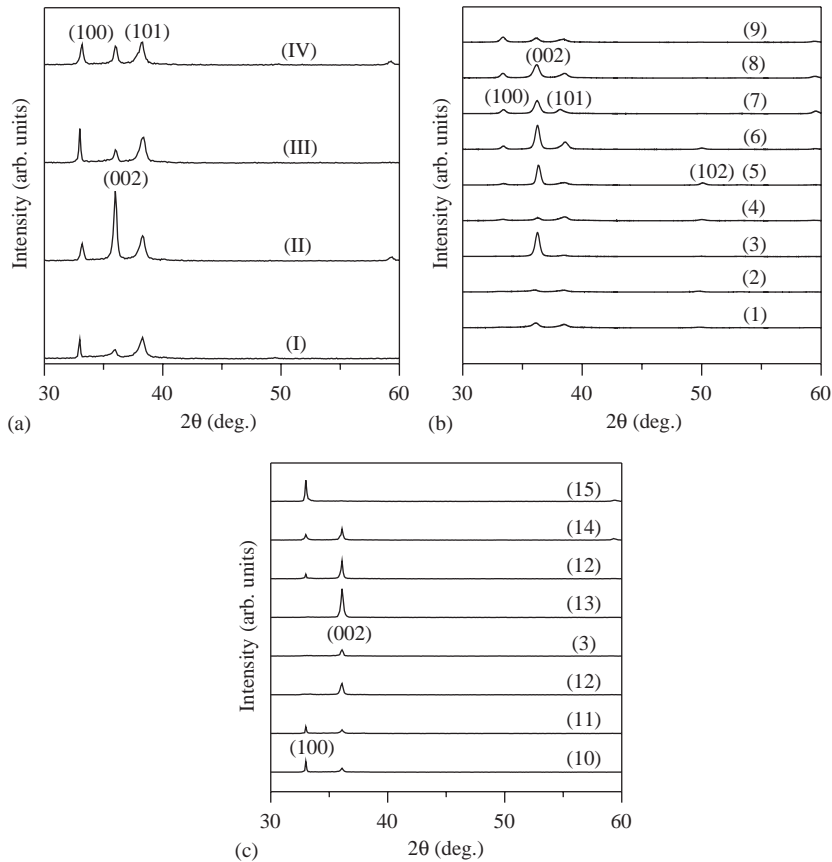 (100)
(101)
(IV)
(III)
(002)
(II)
(I)
Intensity (arb. units)
30
40
50
60
2θ (deg.)
(a)
(9)
(002)
(8)
(100)
(101)
(7)
(6)
(102)
(5)
(4)
(3)
(2)
(1)
Intensity (arb. units)
30
40
50
60
2θ (deg.)
(b)
(15)
(14)
(12)
(13)
(002)
(3)
(12)
(11)
(100)
(10)
Intensity (arb. units)
30
40
50
60
2θ (deg.)
(c)